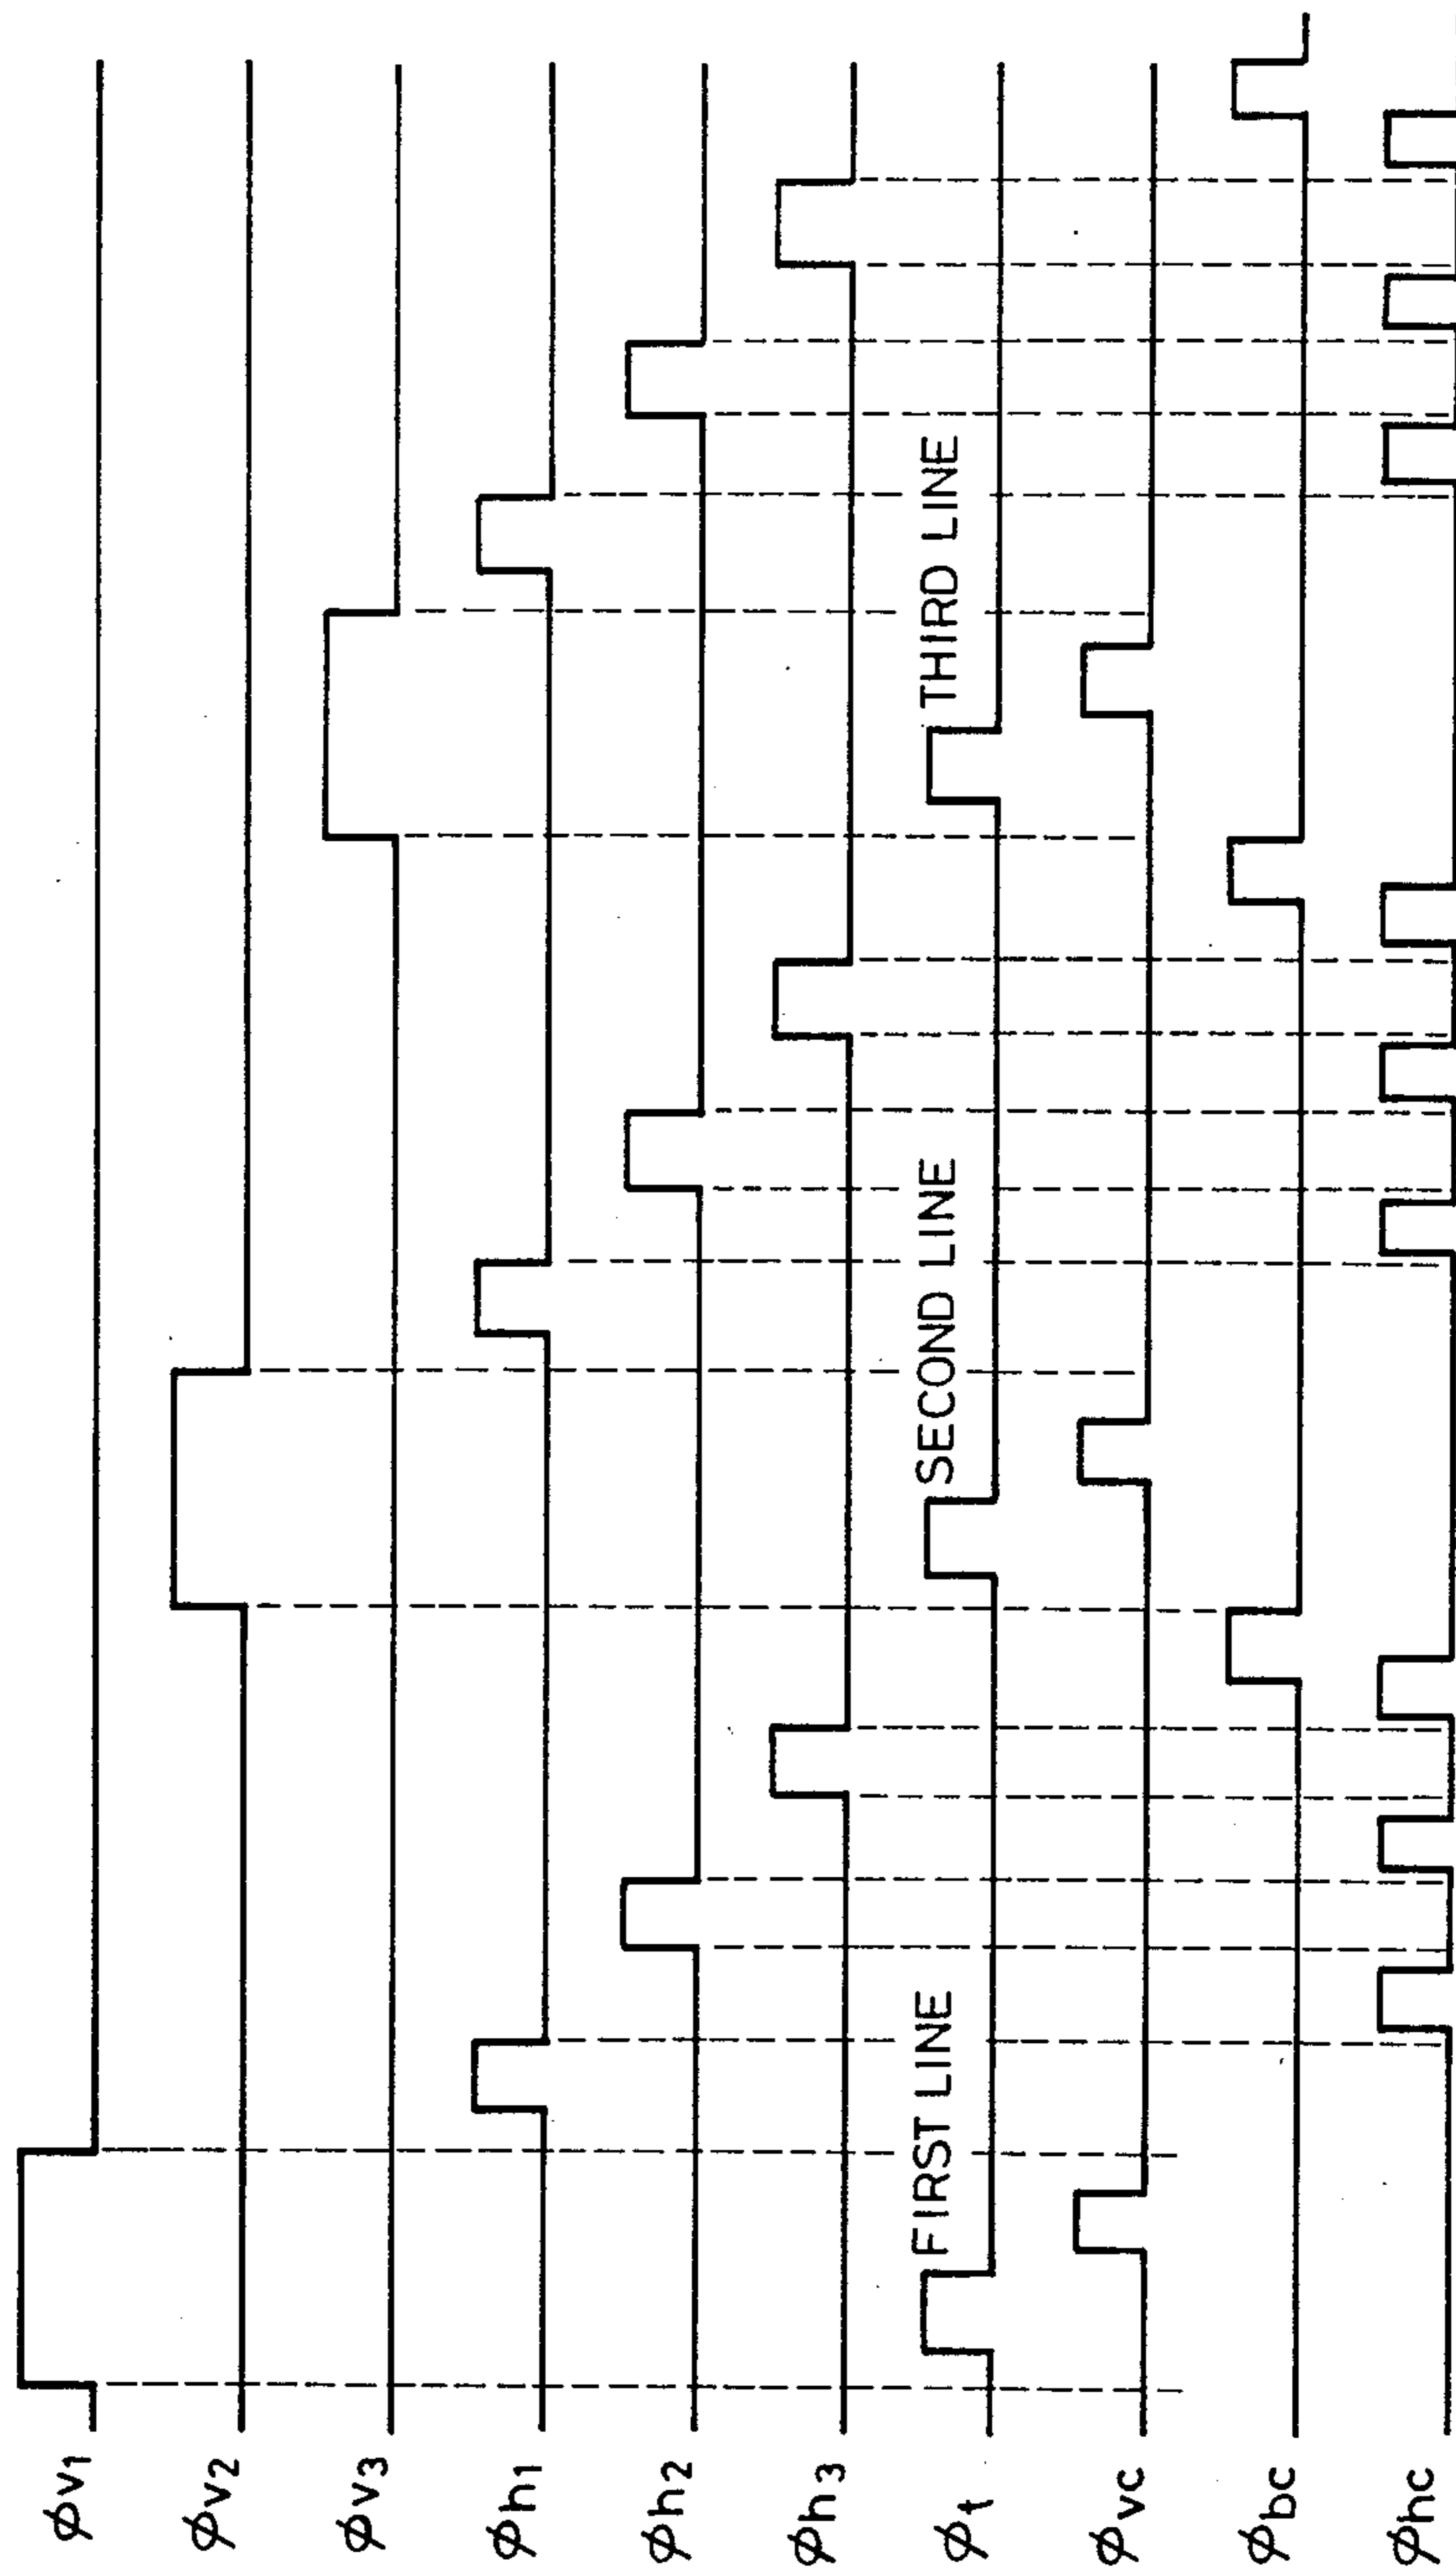 φv1
φv2
φv3
φh1
φh2
φh3
φt
FIRST LINE
SECOND LINE
THIRD LINE
φvc
φbc
φhc